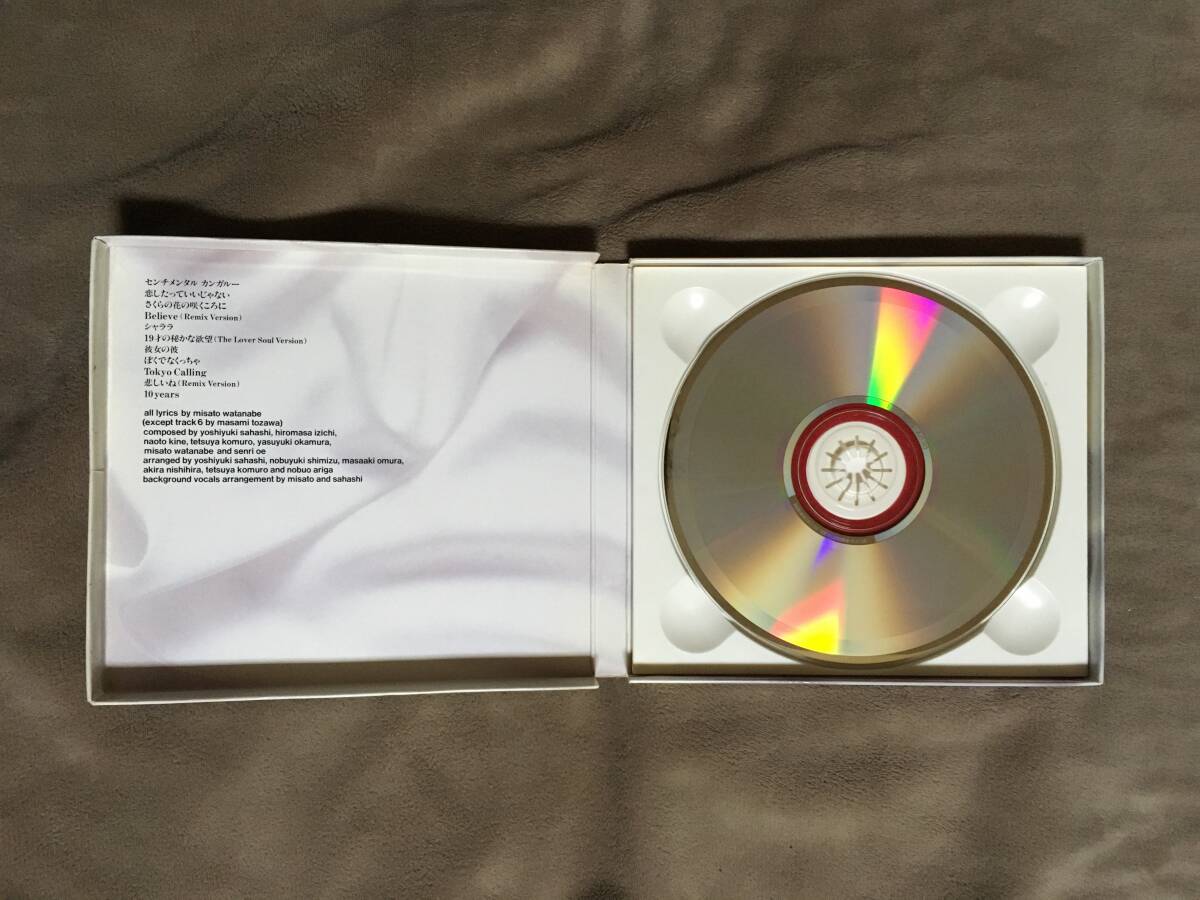 センチメンタル カンガルー
恋したっていいじゃない
さくらの花の咲くころに
Believe (Remix Version)
シャララ
19才の秘かな欲望 (The Lover Soul Version)
彼女の彼
ぼくでなくっちゃ
Tokyo Calling
悲しいね (Remix Version)
10 years
all lyrics by misato watanabe
(except track 6 by masami tozawa)
composed by yoshiyuki sahashi, hiromasa izichi,
naoto kine, tetsuya komuro, yasuyuki okamura,
misato watanabe and senri oe
arranged by yoshiyuki sahashi, nobuyuki shimizu, masaaki omura,
akira nishihira, tetsuya komuro and nobuo ariga
background vocals arrangement by misato and sahashi